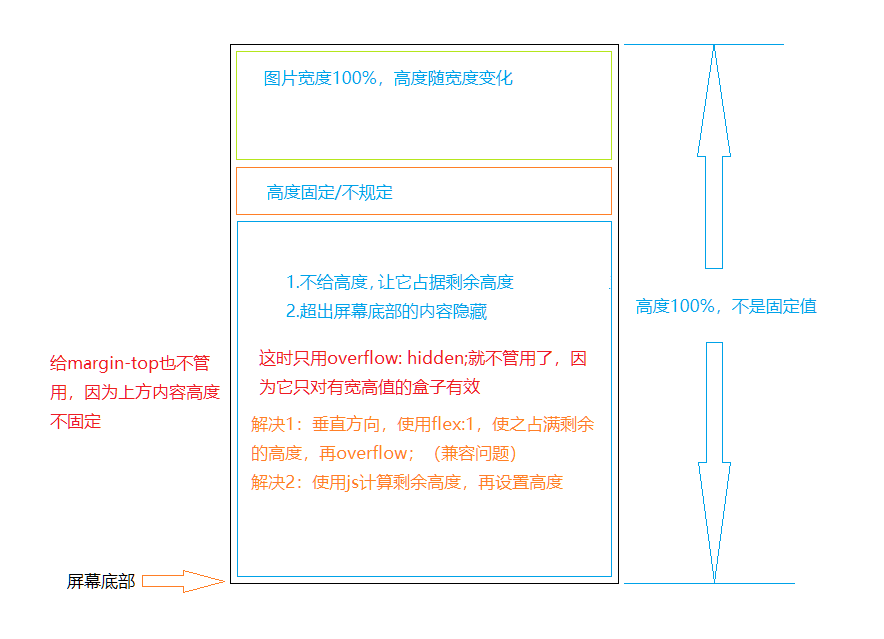 图片宽度100%，高度随宽度变化
高度固定/不规定
1.不给高度,让它占据剩余高度
2.超出屏幕底部的内容隐藏
高度100%，不是固定值
这时只用overflow: hidden;就不管用了，因
为它只对有宽高值的盒子有效
给margin-top也不管
用，因为上方内容高度
不固定
解决1：垂直方向，使用flex:1，使之占满剩余
的高度，再overflow；（兼容问题）
解决2：使用js计算剩余高度，再设置高度
屏幕底部